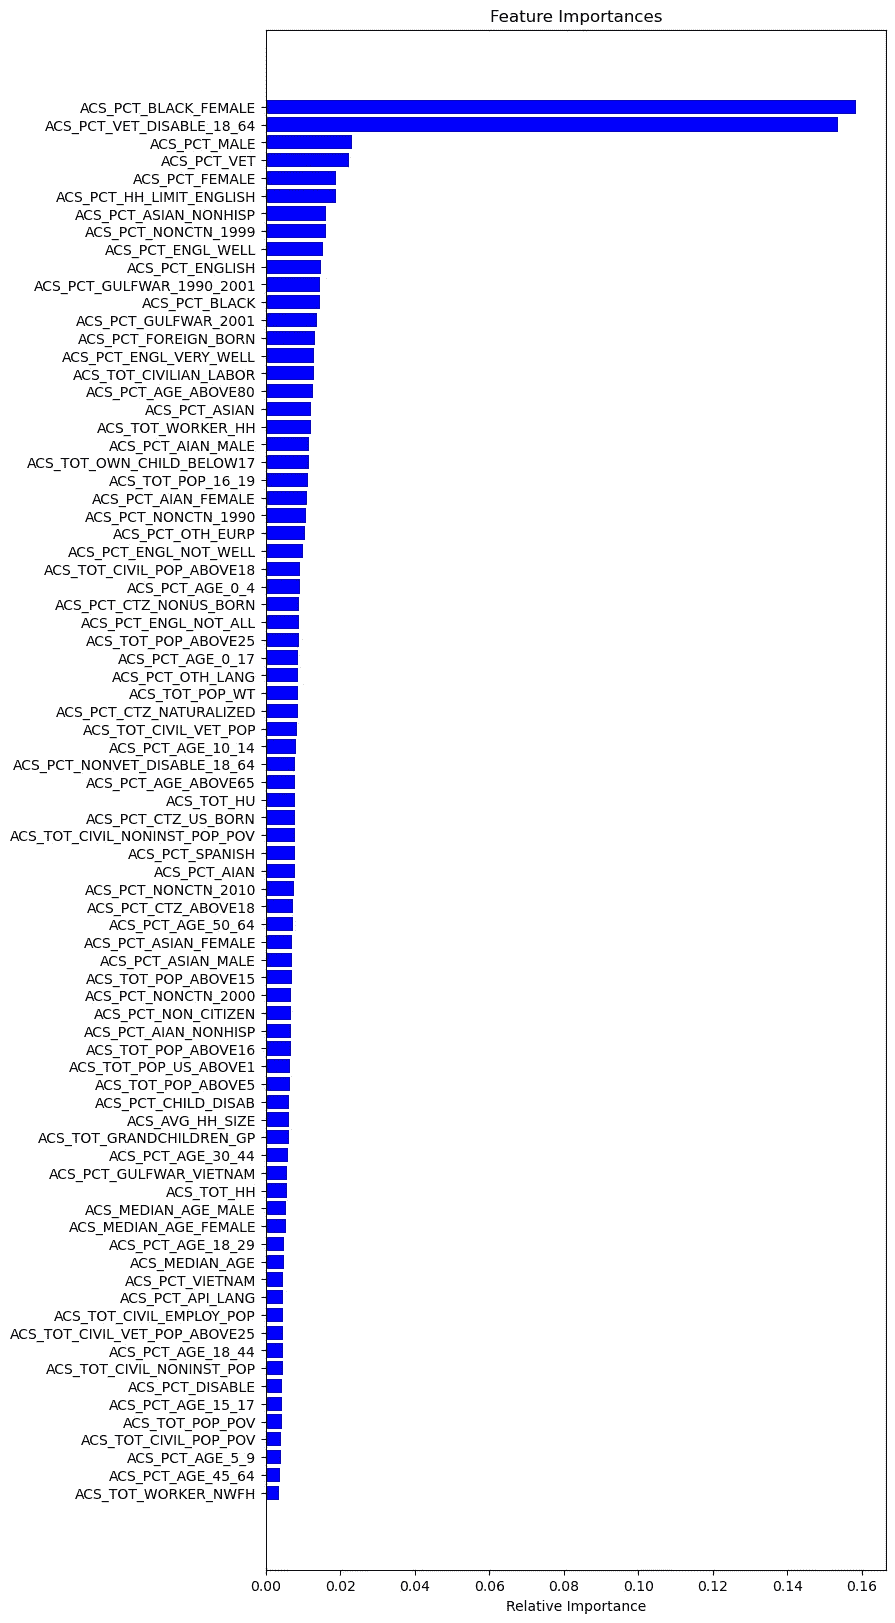 Feature Importances
ACS_PCT_BLACK_FEMALE
ACS_PCT_VET_DISABLE_18_64
ACS_PCT_MALE
ACS_PCT_VET
ACS_PCT_FEMALE
ACS_PCT_HH_LIMIT_ENGLISH
ACS_PCT_ASIAN_NONHISP
ACS_PCT_NONCTN_1999
ACS_PCT_ENGL_WELL
ACS_PCT_ENGLISH
ACS_PCT_GULFWAR_1990_2001
ACS_PCT_BLACK
ACS_PCT_GULFWAR_2001
ACS_PCT_FOREIGN_BORN
ACS_PCT_ENGL_VERY_WELL
ACS_TOT_CIVILIAN_LABOR
ACS_PCT_AGE_ABOVE80
ACS_PCT_ASIAN
ACS_TOT_WORKER_HH
ACS_PCT_AIAN_MALE
ACS_TOT_OWN_CHILD_BELOW17
ACS_TOT_POP_16_19
ACS_PCT_AIAN_FEMALE
ACS_PCT_NONCTN_1990
ACS_PCT_OTH_EURP
ACS_PCT_ENGL_NOT_WELL
ACS_TOT_CIVIL_POP_ABOVE18
ACS_PCT_AGE_0_4
ACS_PCT_CTZ_NONUS_BORN
ACS_PCT_ENGL_NOT_ALL
ACS_TOT_POP_ABOVE25
ACS_PCT_AGE_0_17
ACS_PCT_OTH_LANG
ACS_TOT_POP_WT
ACS_PCT_CTZ_NATURALIZED
ACS_TOT_CIVIL_VET_POP
ACS_PCT_AGE_10_14
ACS_PCT_NONVET_DISABLE_18_64
ACS_PCT_AGE_ABOVE65
ACS_TOT_HU
ACS_PCT_CTZ_US_BORN
ACS_TOT_CIVIL_NONINST_POP_POV
ACS_PCT_SPANISH
ACS_PCT_AIAN
ACS_PCT_NONCTN_2010
ACS_PCT_CTZ_ABOVE18
ACS_PCT_AGE_50_64
ACS_PCT_ASIAN_FEMALE
ACS_PCT_ASIAN_MALE
ACS_TOT_POP_ABOVE15
ACS_PCT_NONCTN_2000
ACS_PCT_NON_CITIZEN
ACS_PCT_AIAN_NONHISP
ACS_TOT_POP_ABOVE16
ACS_TOT_POP_US_ABOVE1
ACS_TOT_POP_ABOVE5
ACS_PCT_CHILD_DISAB
ACS_AVG_HH_SIZE
ACS_TOT_GRANDCHILDREN_GP
ACS_PCT_AGE_30_44
ACS_PCT_GULFWAR_VIETNAM
ACS_TOT_HH
ACS_MEDIAN_AGE_MALE
ACS_MEDIAN_AGE_FEMALE
ACS_PCT_AGE_18_29
ACS_MEDIAN_AGE
ACS_PCT_VIETNAM
ACS_PCT_API_LANG
ACS_TOT_CIVIL_EMPLOY_POP
ACS_TOT_CIVIL_VET_POP_ABOVE25
ACS_PCT_AGE_18_44
ACS_TOT_CIVIL_NONINST_POP
ACS_PCT_DISABLE
ACS_PCT_AGE_15_17
ACS_TOT_POP_POV
ACS_TOT_CIVIL_POP_POV
ACS_PCT_AGE_5_9
ACS_PCT_AGE_45_64
ACS_TOT_WORKER_NWFH
0.00 0.02 0.04 0.06 0.08 0.10 0.12 0.14 0.16
Relative Importance